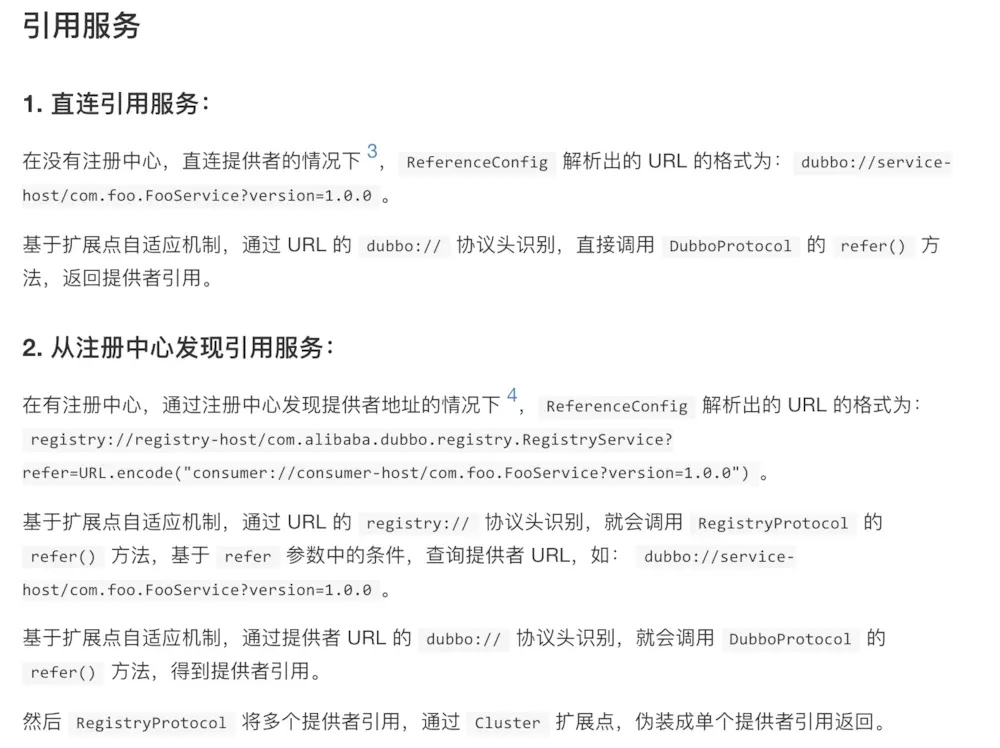 引用服务
1. 直连引用服务：
在没有注册中心，直连提供者的情况下 3， ReferenceConfig 解析出的 URL 的格式为： dubbo://service-
host/com.foo.FooService?version=1.0.0 。
基于扩展点自适应机制，通过 URL 的 dubbo:// 协议头识别，直接调用 DubboProtocol 的 refer() 方
法，返回提供者引用。
2. 从注册中心发现引用服务：
在有注册中心，通过注册中心发现提供者地址的情况下 4， ReferenceConfig 解析出的 URL 的格式为：
registry://registry-host/com.alibaba.dubbo.registry.RegistryService?
refer=URL.encode("consumer://consumer-host/com.foo.FooService?version=1.0.0") 。
基于扩展点自适应机制，通过 URL 的 registry:// 协议头识别，就会调用 RegistryProtocol 的
refer() 方法，基于 refer 参数中的条件，查询提供者 URL，如： dubbo://service-
host/com.foo.FooService?version=1.0.0 。
基于扩展点自适应机制，通过提供者 URL 的 dubbo:// 协议头识别，就会调用 DubboProtocol 的
refer() 方法，得到提供者引用。
然后 RegistryProtocol 将多个提供者引用，通过 Cluster 扩展点，伪装成单个提供者引用返回。